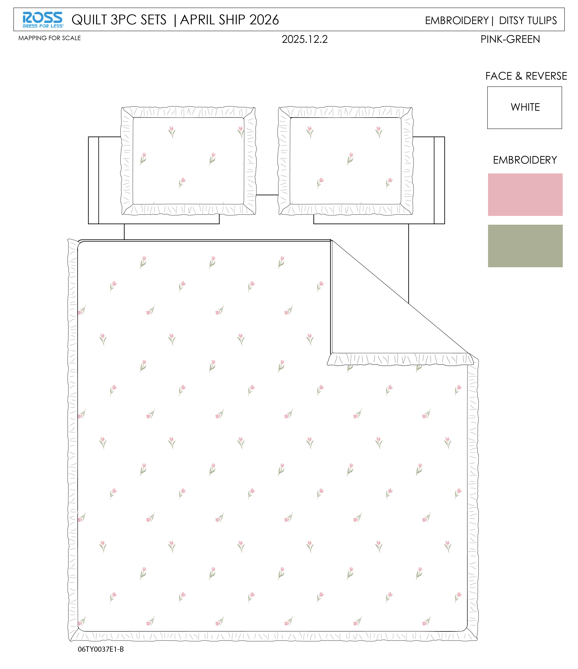 ROSS QUILT 3PC SETS |APRIL SHIP 2026 EMBROIDERY| DITSY TULIPS
DRESS FOR LESS
MAPPING FOR SCALE 2025.12.2 PINK-GREEN
FACE & REVERSE
WHITE
EMBROIDERY
06TY0037E1-B